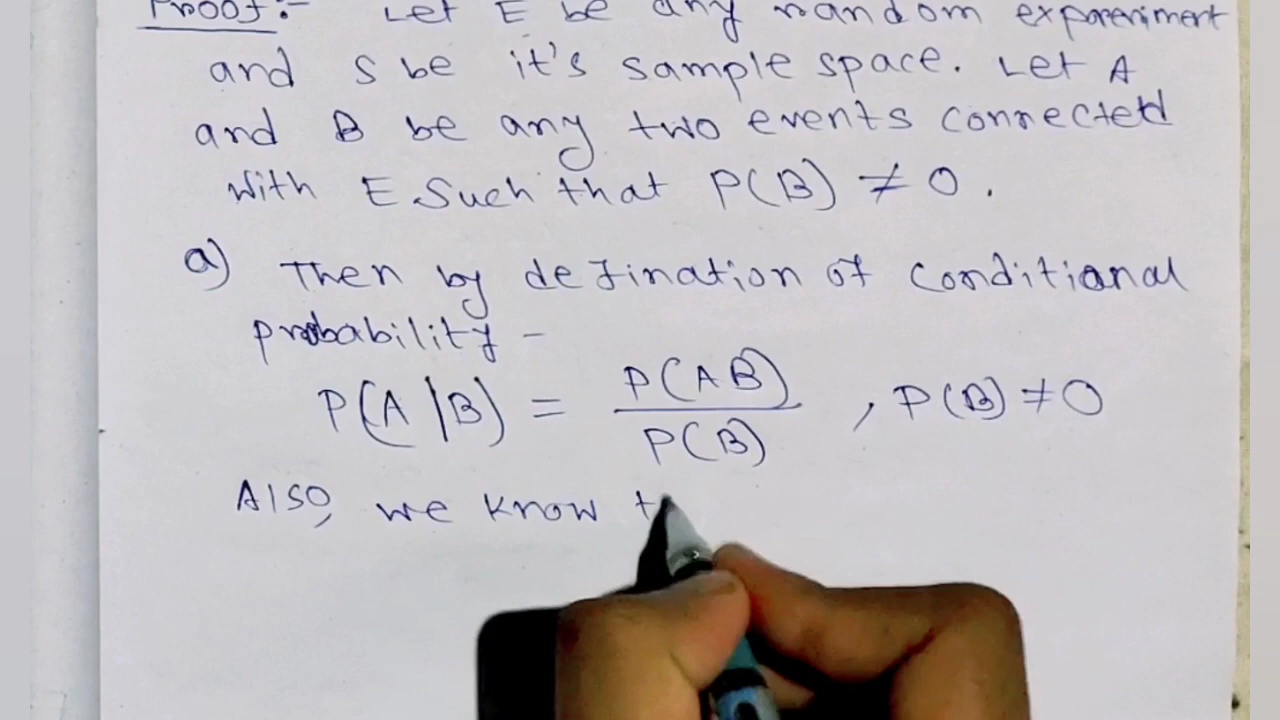 Proof:- Let E be any random experiment
and S be it's sample space. Let A
and B be any two events connected
with E such that P(B) ≠ 0.
a) Then by defination of conditional
probability -
P(A|B) = P(AB) / P(B) , P(B) ≠ 0
Also, we know t